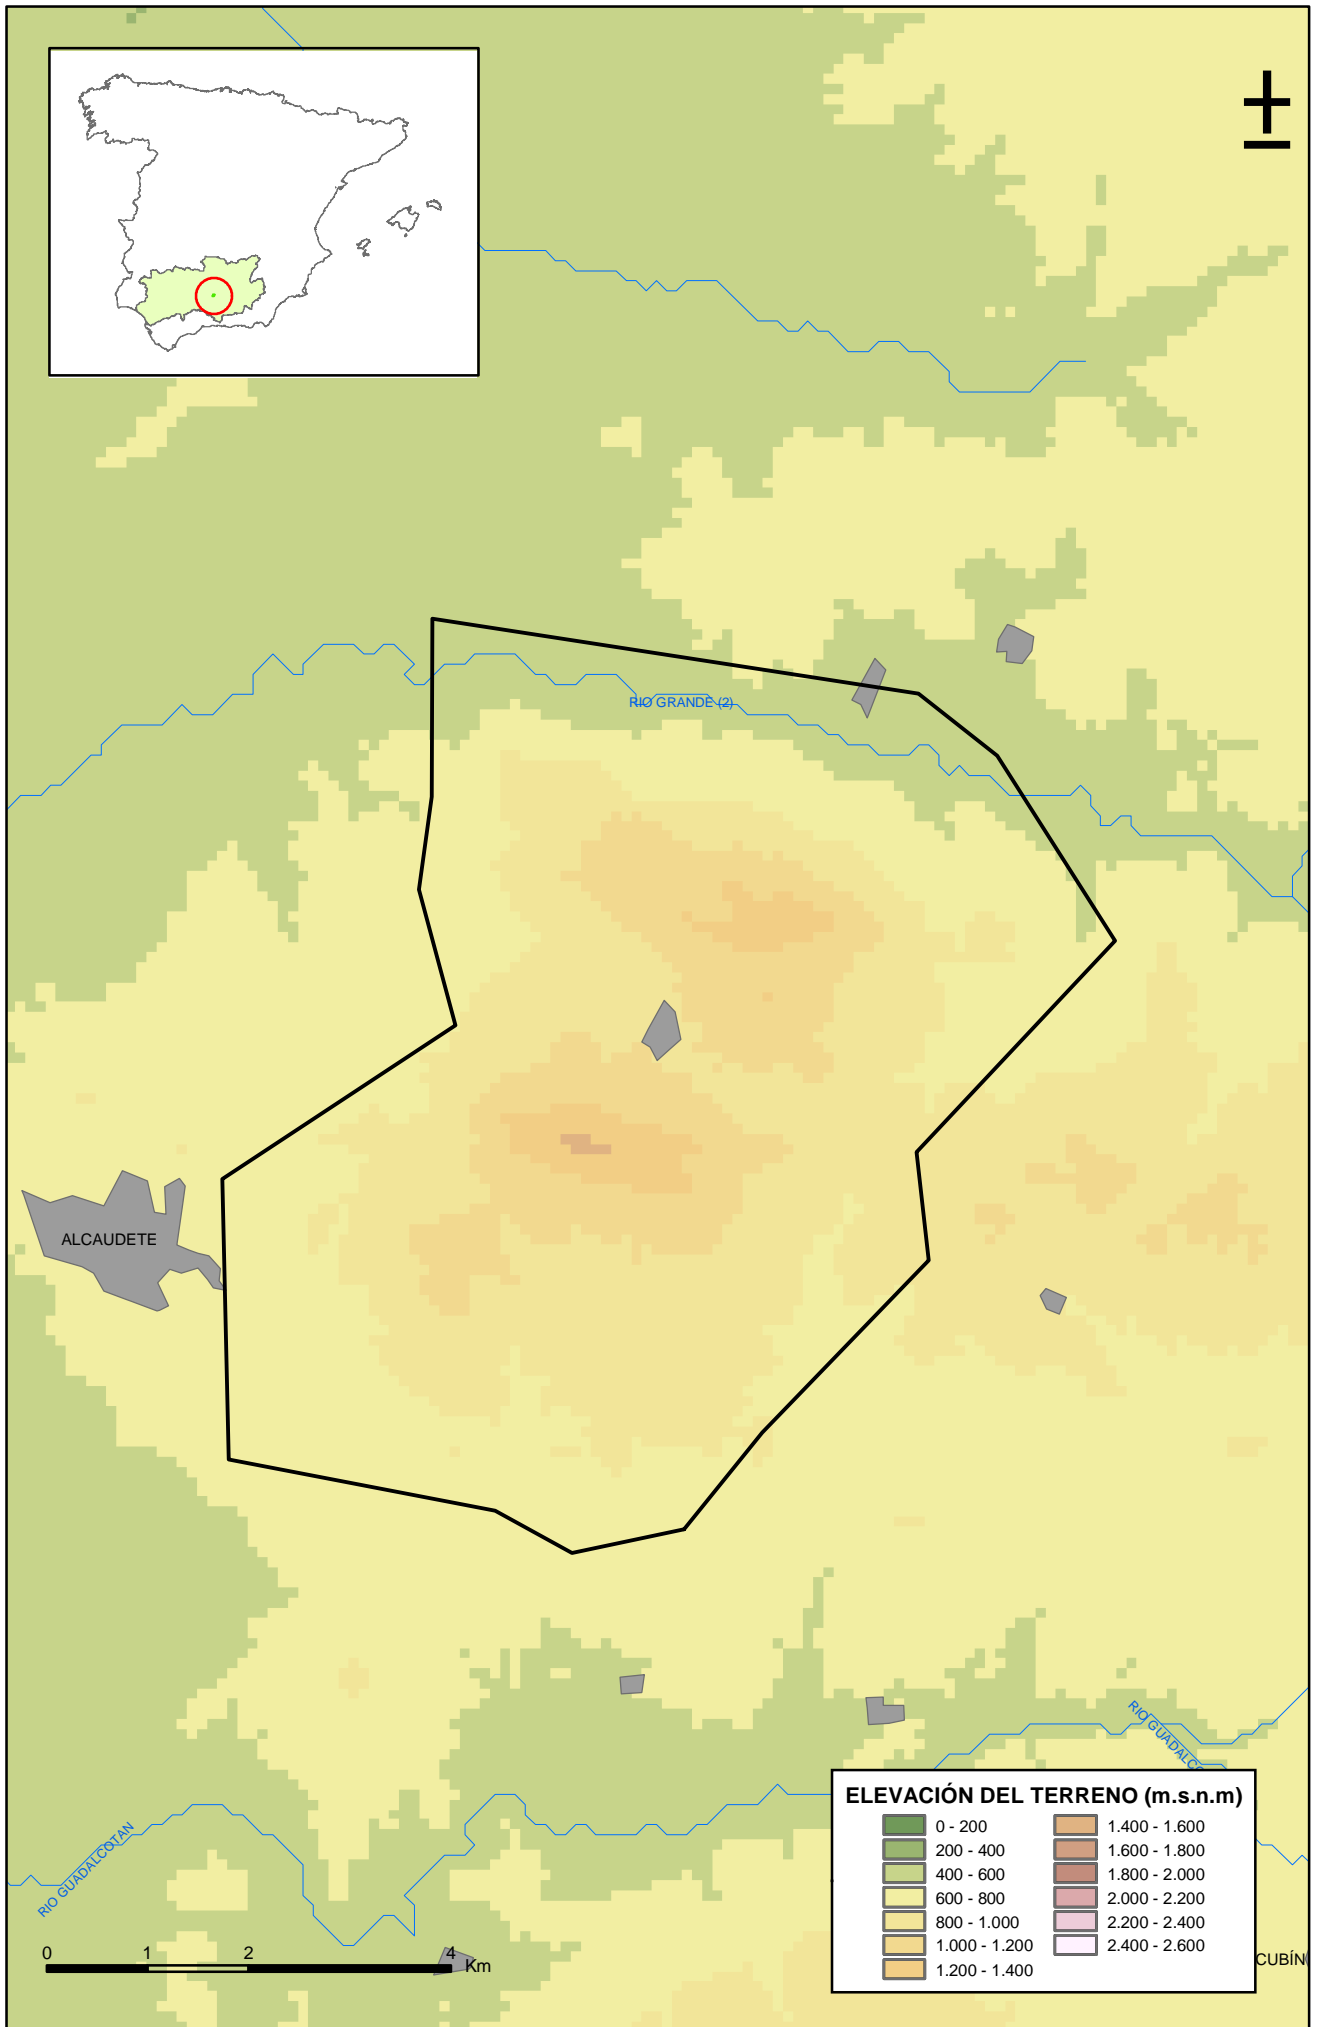 RIO GRANDE (2)
ALCAUDETE
RIO GUADALCO
RIO GUADALCOTAN
ELEVACIÓN DEL TERRENO (m.s.n.m)
0 - 200
200 - 400
400 - 600
600 - 800
800 - 1.000
1.000 - 1.200
1.200 - 1.400
1.400 - 1.600
1.600 - 1.800
1.800 - 2.000
2.000 - 2.200
2.200 - 2.400
2.400 - 2.600
CUBÍN
0 1 2 4
Km